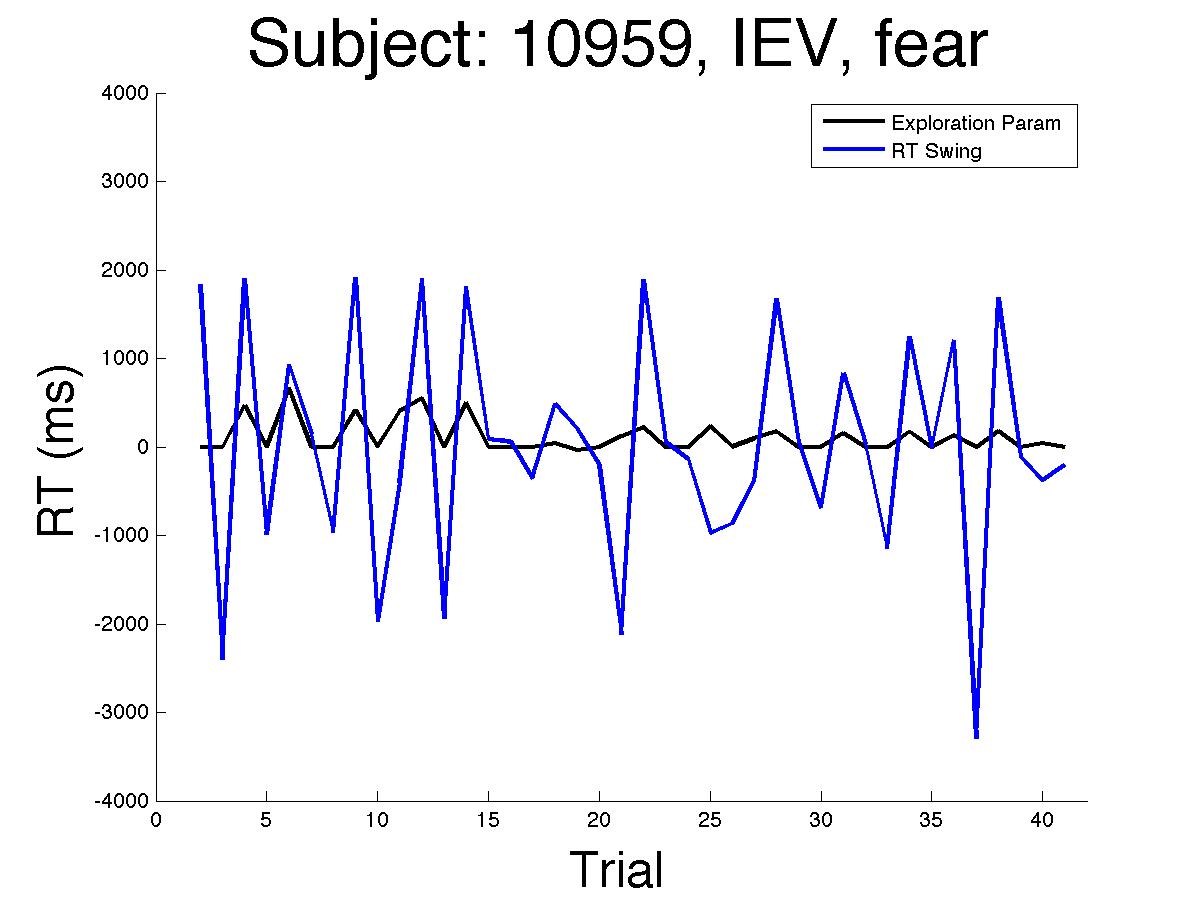 Subject: 10959, IEV, fear
4000
3000
2000
1000
0
-1000
-2000
-3000
-4000
RT (ms)
Exploration Param
RT Swing
0 5 10 15 20 25 30 35 40
Trial